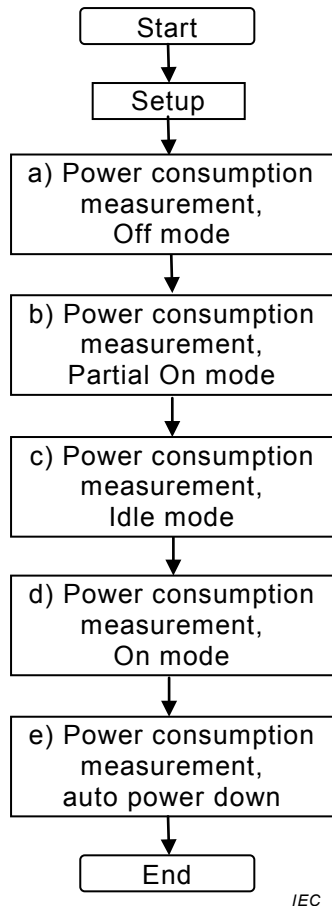 Start
Setup
a) Power consumption
measurement,
Off mode
b) Power consumption
measurement,
Partial On mode
c) Power consumption
measurement,
Idle mode
d) Power consumption
measurement,
On mode
e) Power consumption
measurement,
auto power down
End
IEC